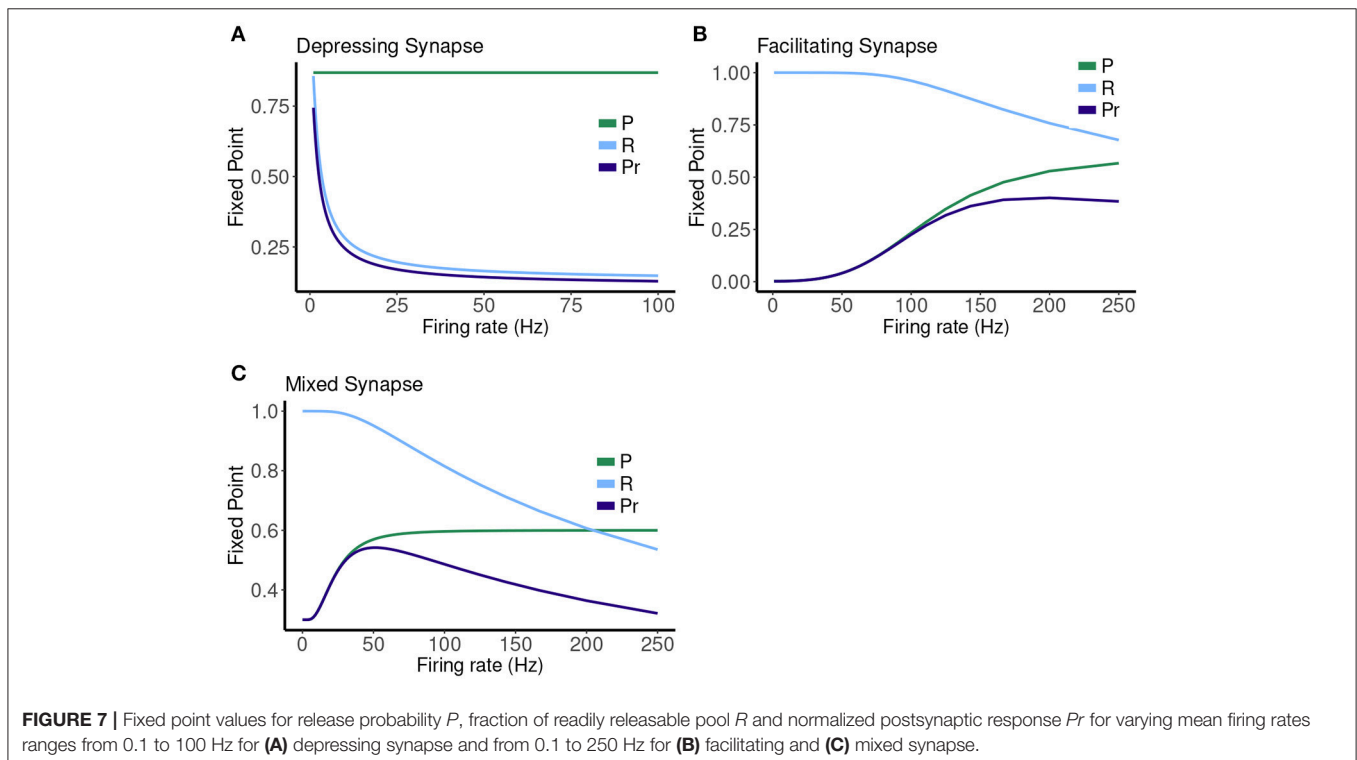 A
Depressing Synapse
Fixed Point
0.75
0.50
0.25
P
R
Pr
0
25
50
75
100
Firing rate (Hz)
B
Facilitating Synapse
Fixed Point
1.00
0.75
0.50
0.25
0.00
P
R
Pr
0
50
100
150
200
250
Firing rate (Hz)
C
Mixed Synapse
Fixed Point
1.0
0.8
0.6
0.4
P
R
Pr
0
50
100
150
200
250
Firing rate (Hz)
FIGURE 7 | Fixed point values for release probability P, fraction of readily releasable pool R and normalized postsynaptic response Pr for varying mean firing rates
ranges from 0.1 to 100 Hz for (A) depressing synapse and from 0.1 to 250 Hz for (B) facilitating and (C) mixed synapse.